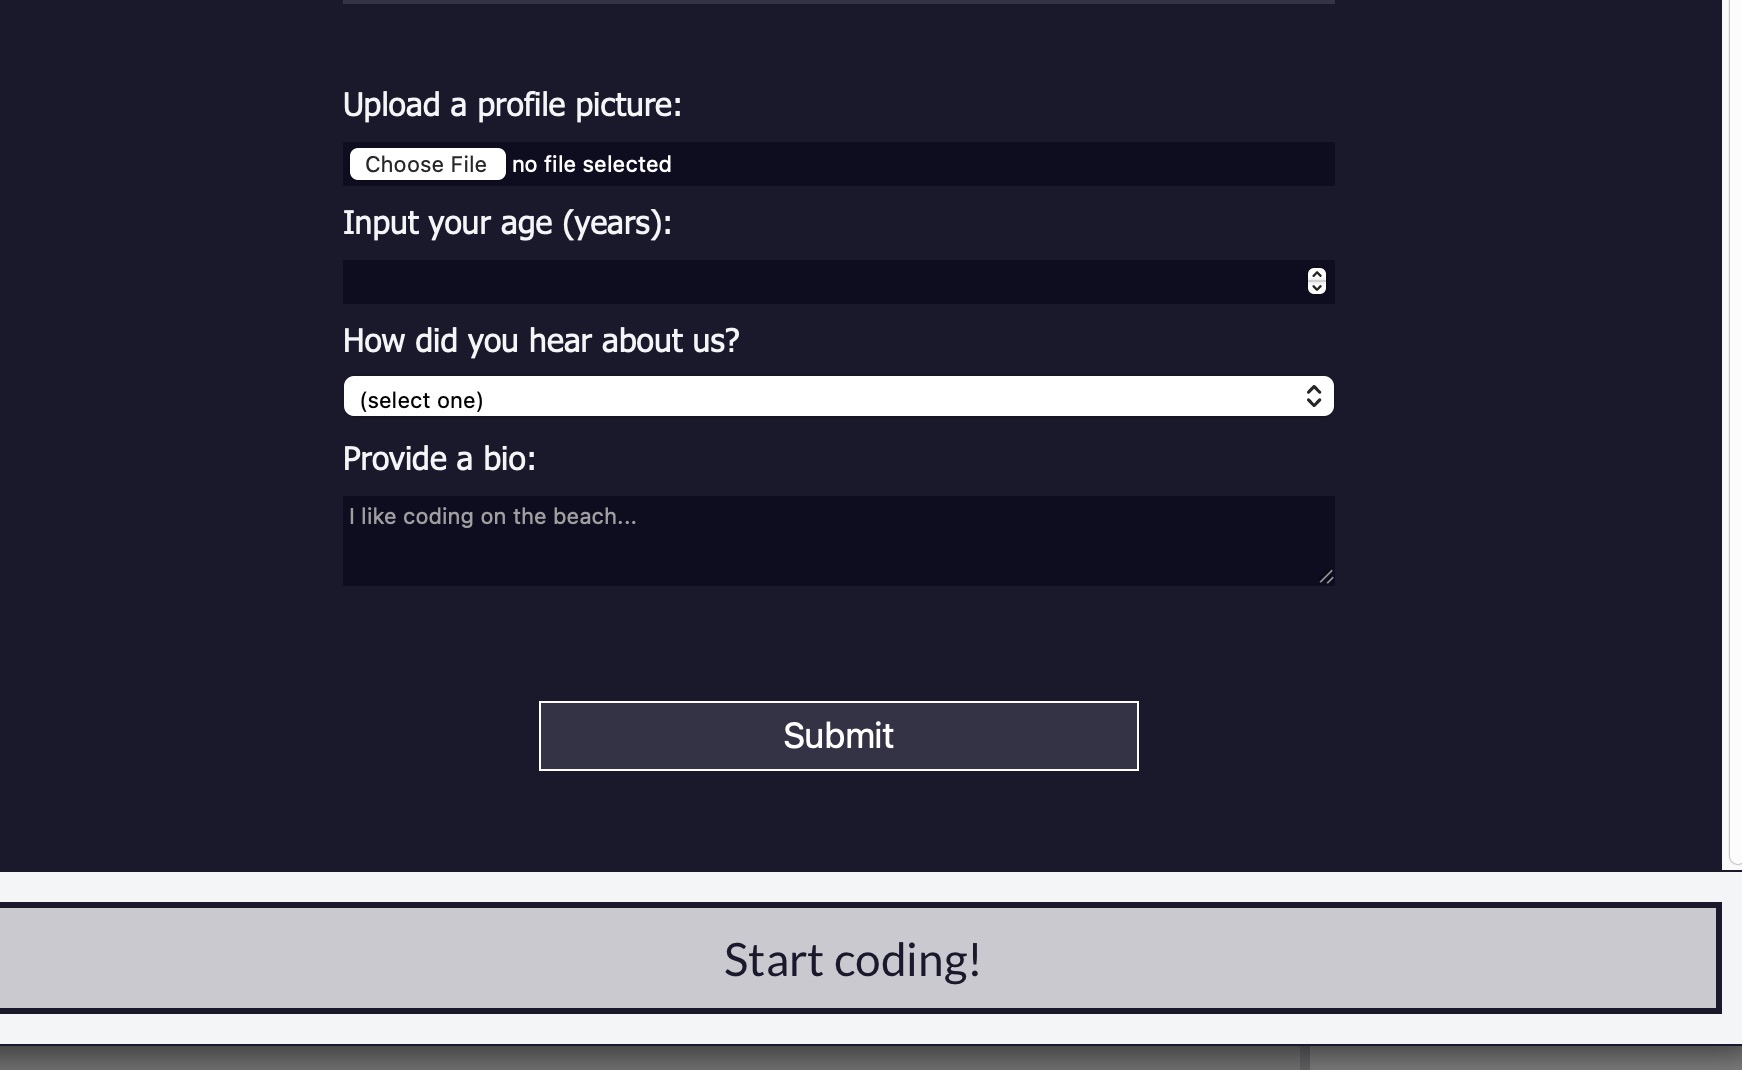 Upload a profile picture:
Choose File no file selected
Input your age (years):
How did you hear about us?
(select one)
Provide a bio:
I like coding on the beach...
Submit
Start coding!